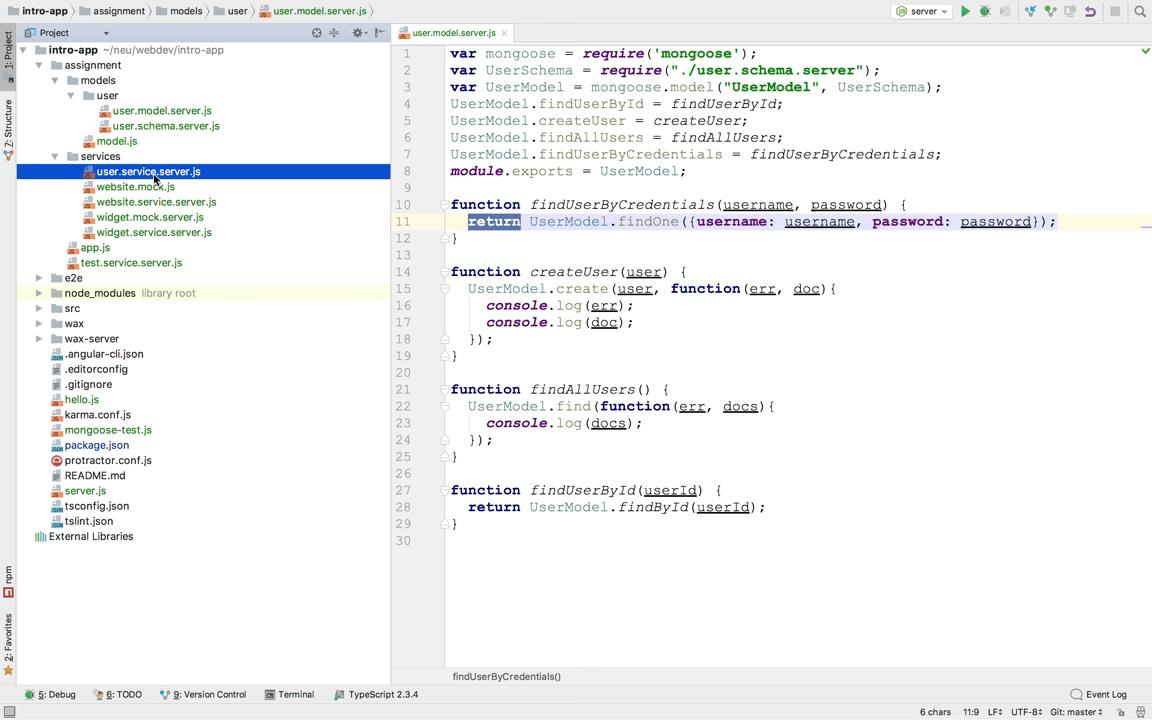 intro-app assignment models user user.model.server.js
server
1: Project
Z: Structure
npm
2: Favorites
Project
intro-app ~/neu/webdev/intro-app
assignment
models
user
user.model.server.js
user.schema.server.js
model.js
services
user.service.server.js
website.mock.js
website.service.server.js
widget.mock.server.js
widget.service.server.js
app.js
test.service.server.js
e2e
node_modules library root
src
wax
wax-server
.angular-cli.json
.editorconfig
.gitignore
hello.js
karma.conf.js
mongoose-test.js
package.json
protractor.conf.js
README.md
server.js
tsconfig.json
tslint.json
External Libraries
user.model.server.js
1 var mongoose = require('mongoose');
2 var UserSchema = require("./user.schema.server");
3 var UserModel = mongoose.model("UserModel", UserSchema);
4 UserModel.findUserById = findUserById;
5 UserModel.createUser = createUser;
6 UserModel.findAllUsers = findAllUsers;
7 UserModel.findUserByCredentials = findUserByCredentials;
8 module.exports = UserModel;
9
10 function findUserByCredentials(username, password) {
11 return UserModel.findOne({username: username, password: password});
12 }
13
14 function createUser(user) {
15 UserModel.create(user, function(err, doc){
16 console.log(err);
17 console.log(doc);
18 });
19 }
20
21 function findAllUsers() {
22 UserModel.find(function(err, docs){
23 console.log(docs);
24 });
25 }
26
27 function findUserById(userId) {
28 return UserModel.findById(userId);
29 }
30
findUserByCredentials()
5: Debug 6: TODO 9: Version Control Terminal TypeScript 2.3.4 Event Log
6 chars 11:9 LF÷ UTF-8÷ Git: master÷